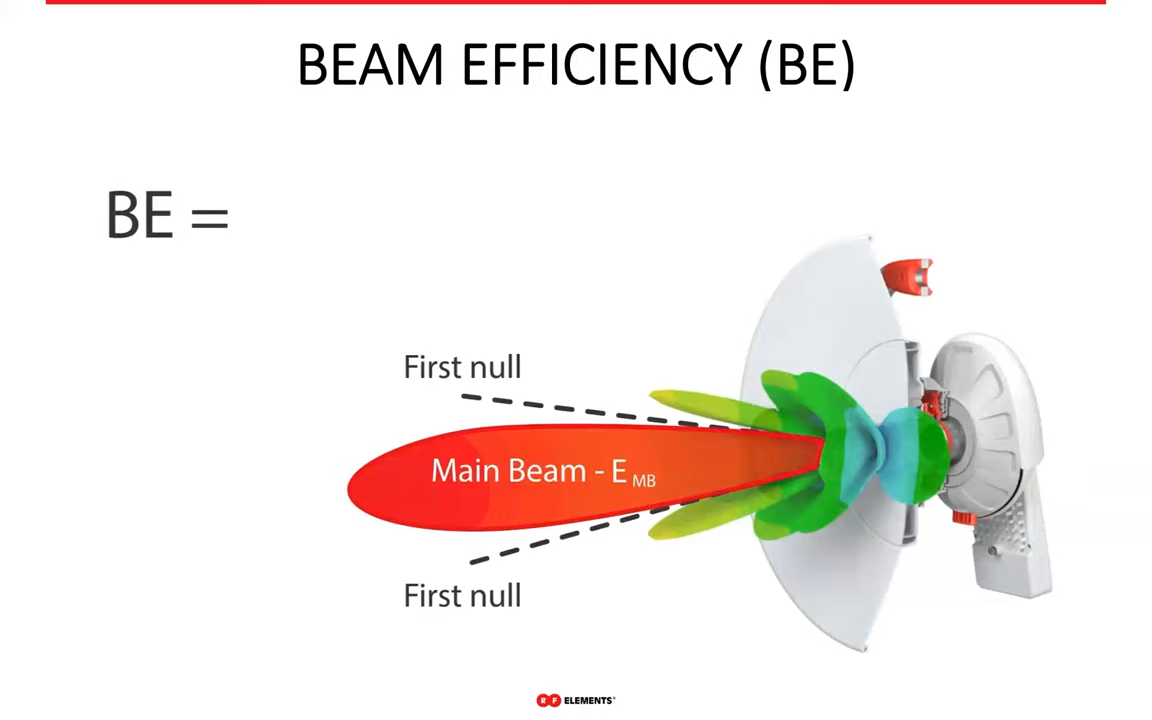 BEAM EFFICIENCY (BE)
BE =
First null
Main Beam - E MB
First null
RF ELEMENTS